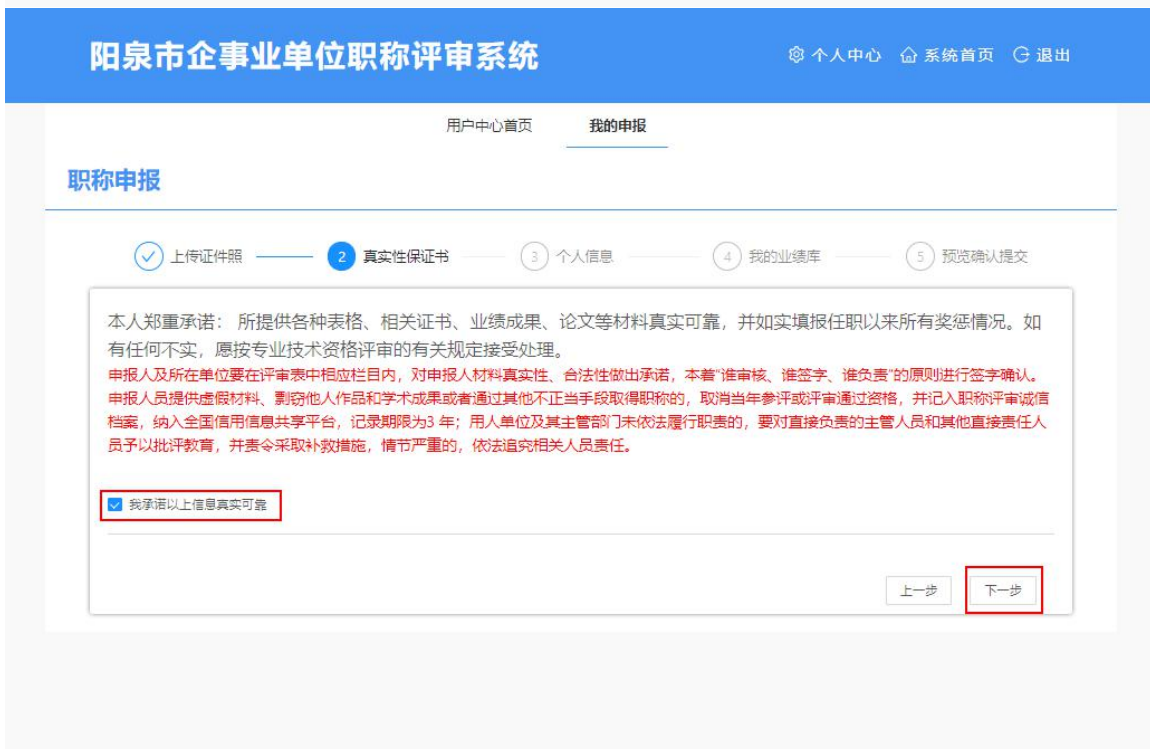 阳泉市企事业单位职称评审系统
个人中心 系统首页 退出
用户中心首页 我的申报
职称申报
上传证件照 2 真实性保证书 3 个人信息 4 我的业绩库 5 预览确认提交
本人郑重承诺： 所提供各种表格、相关证书、业绩成果、论文等材料真实可靠，并如实填报任职以来所有奖惩情况。如
有任何不实，愿按专业技术资格评审的有关规定接受处理。
申报人及所在单位要在评审表中相应栏目内，对申报人材料真实性、合法性做出承诺，本着“谁审核、谁签字、谁负责”的原则进行签字确认。
申报人员提供虚假材料、剽窃他人作品和学术成果或者通过其他不正当手段取得职称的，取消当年参评或评审通过资格，并记入职称评审诚信
档案，纳入全国信用信息共享平台，记录期限为3 年；用人单位及其主管部门未依法履行职责的，要对直接负责的主管人员和其他直接责任人
员予以批评教育，并责令采取补救措施，情节严重的，依法追究相关人员责任。
我承诺以上信息真实可靠
上一步 下一步